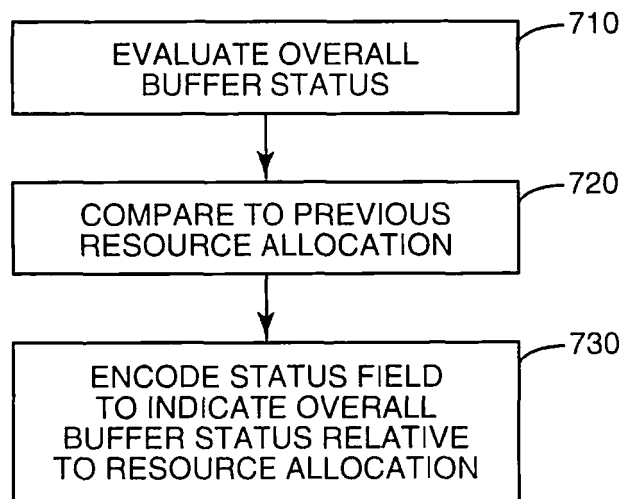 710
EVALUATE OVERALL
BUFFER STATUS
720
COMPARE TO PREVIOUS
RESOURCE ALLOCATION
730
ENCODE STATUS FIELD
TO INDICATE OVERALL
BUFFER STATUS RELATIVE
TO RESOURCE ALLOCATION